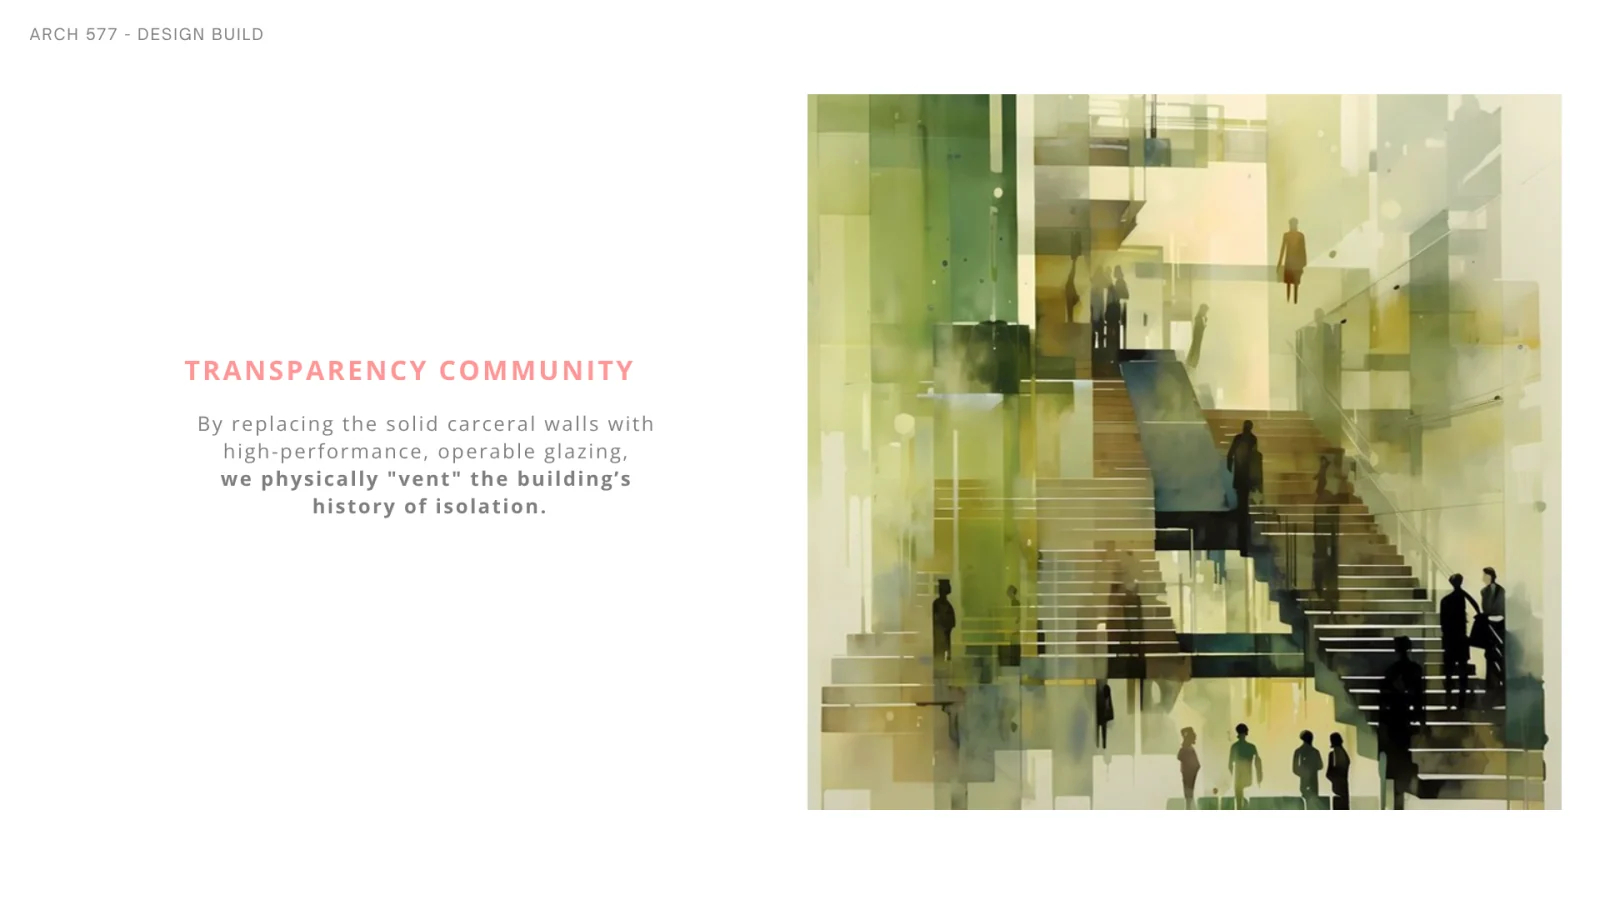 ARCH 577 - DESIGN BUILD
TRANSPARENCY COMMUNITY
By replacing the solid carceral walls with
high-performance, operable glazing,
we physically "vent" the building’s
history of isolation.